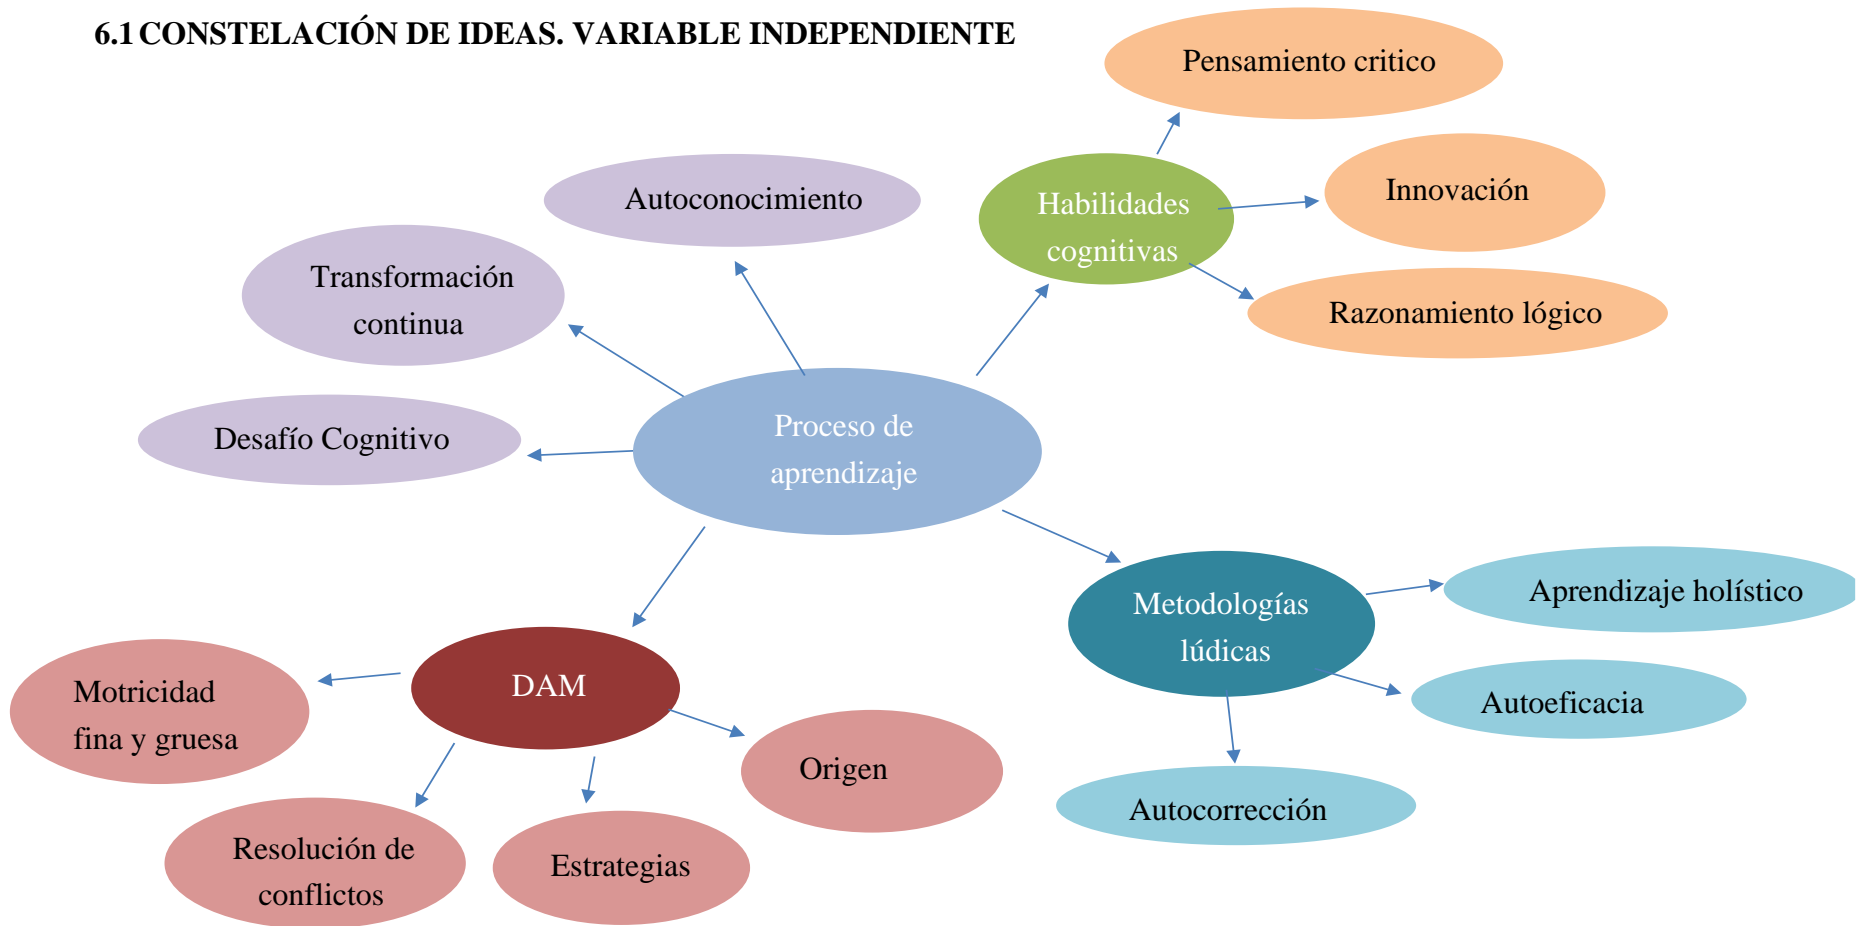 6.1 CONSTELACIÓN DE IDEAS. VARIABLE INDEPENDIENTE
Pensamiento critico
Autoconocimiento
Habilidades
cognitivas
Innovación
Transformación
continua
Razonamiento lógico
Desafío Cognitivo
Proceso de
aprendizaje
Metodologías
lúdicas
Aprendizaje holístico
Motricidad
fina y gruesa
DAM
Autoeficacia
Origen
Autocorrección
Resolución de
conflictos
Estrategias